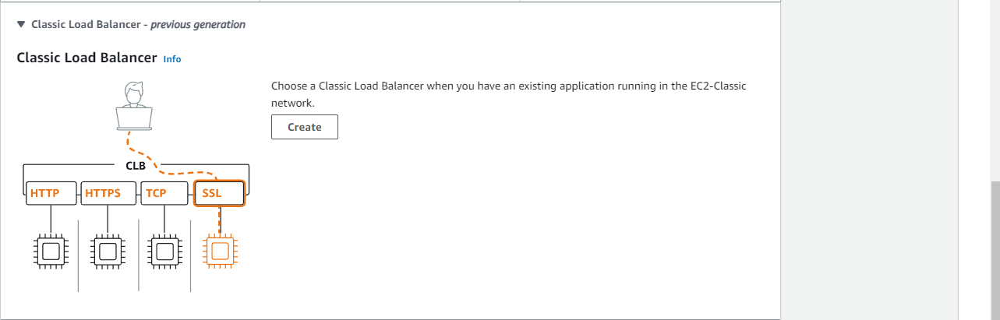 Classic Load Balancer - previous generation
Classic Load Balancer Info
Choose a Classic Load Balancer when you have an existing application running in the EC2-Classic
network.
Create
CLB
HTTP HTTPS TCP SSL